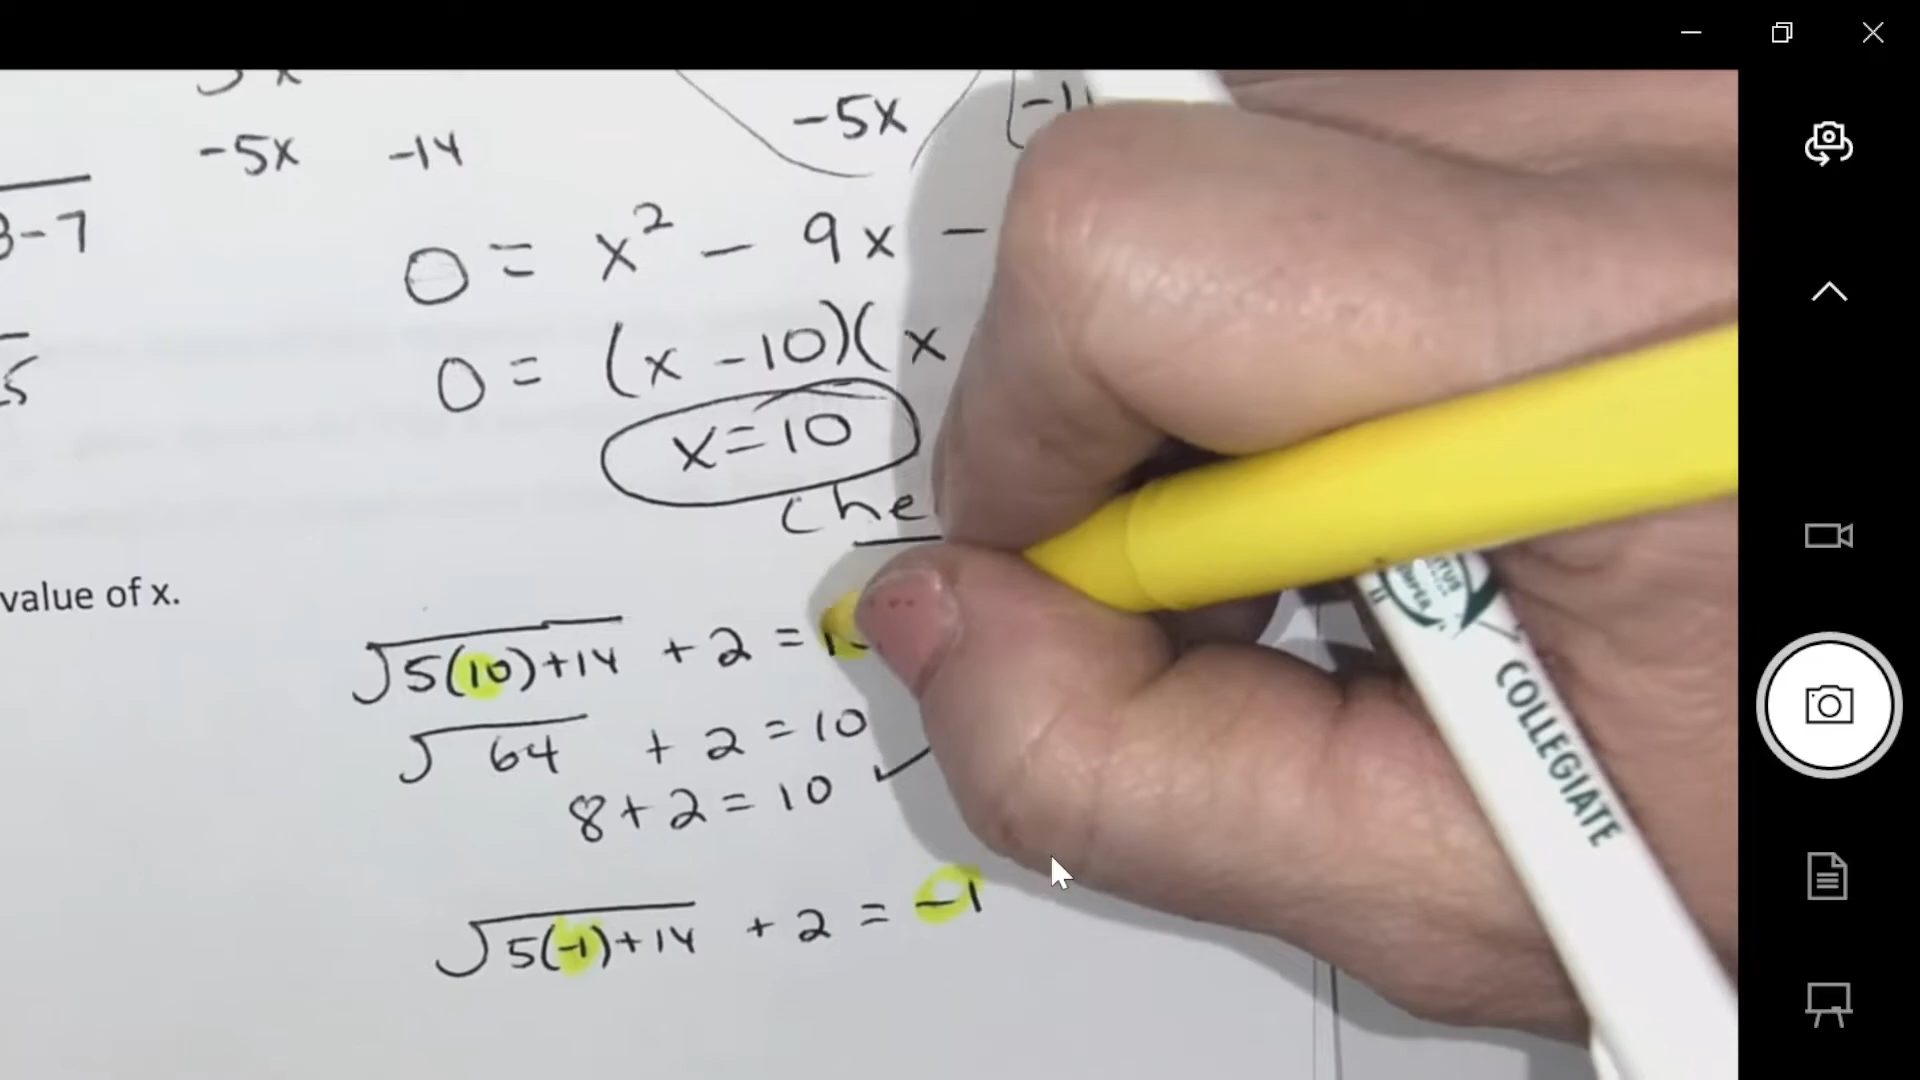 -5x -14
-5x
3-7
0 = x² - 9x -
0 = (x - 10)(x
x = 10
Che
value of x.
√5(10)+14 + 2 =
√64 + 2 = 10
8 + 2 = 10 ✓
√5(-1)+14 + 2 = -1
COLLEGIATE